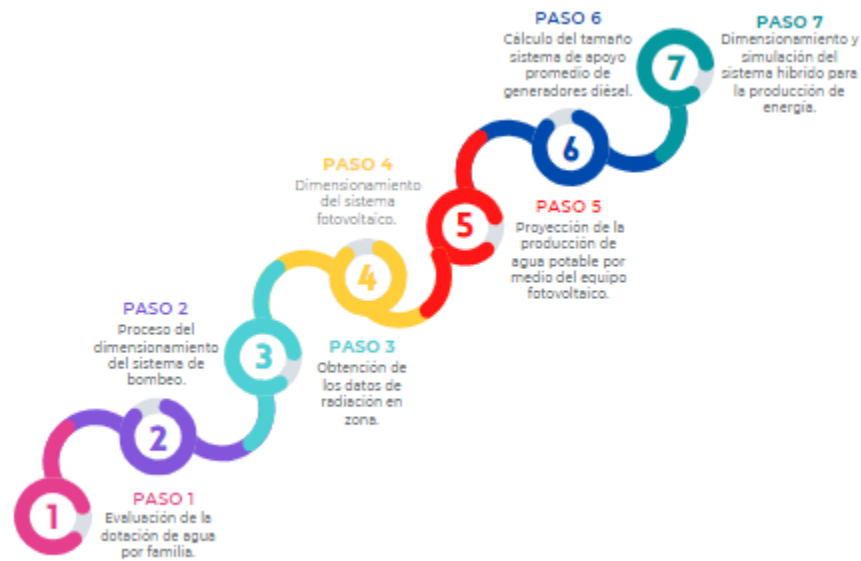 PASO 6
Cálculo del tamaño
sistema de apoyo
promedio de
generadores diésel.
7
PASO 7
Dimensionamiento y
simulación del
sistema híbrido para
la producción de
energía.
6
PASO 4
Dimensionamiento
del sistema
fotovoltaico.
5
PASO 5
Proyección de la
producción de
agua potable por
medio del equipo
fotovoltaico.
4
PASO 2
Proceso del
dimensionamiento
del sistema de
bombeo.
3
PASO 3
Obtención de
los datos de
radiación en
zona.
2
1
PASO 1
Evaluación de la
dotación de agua
por familia.